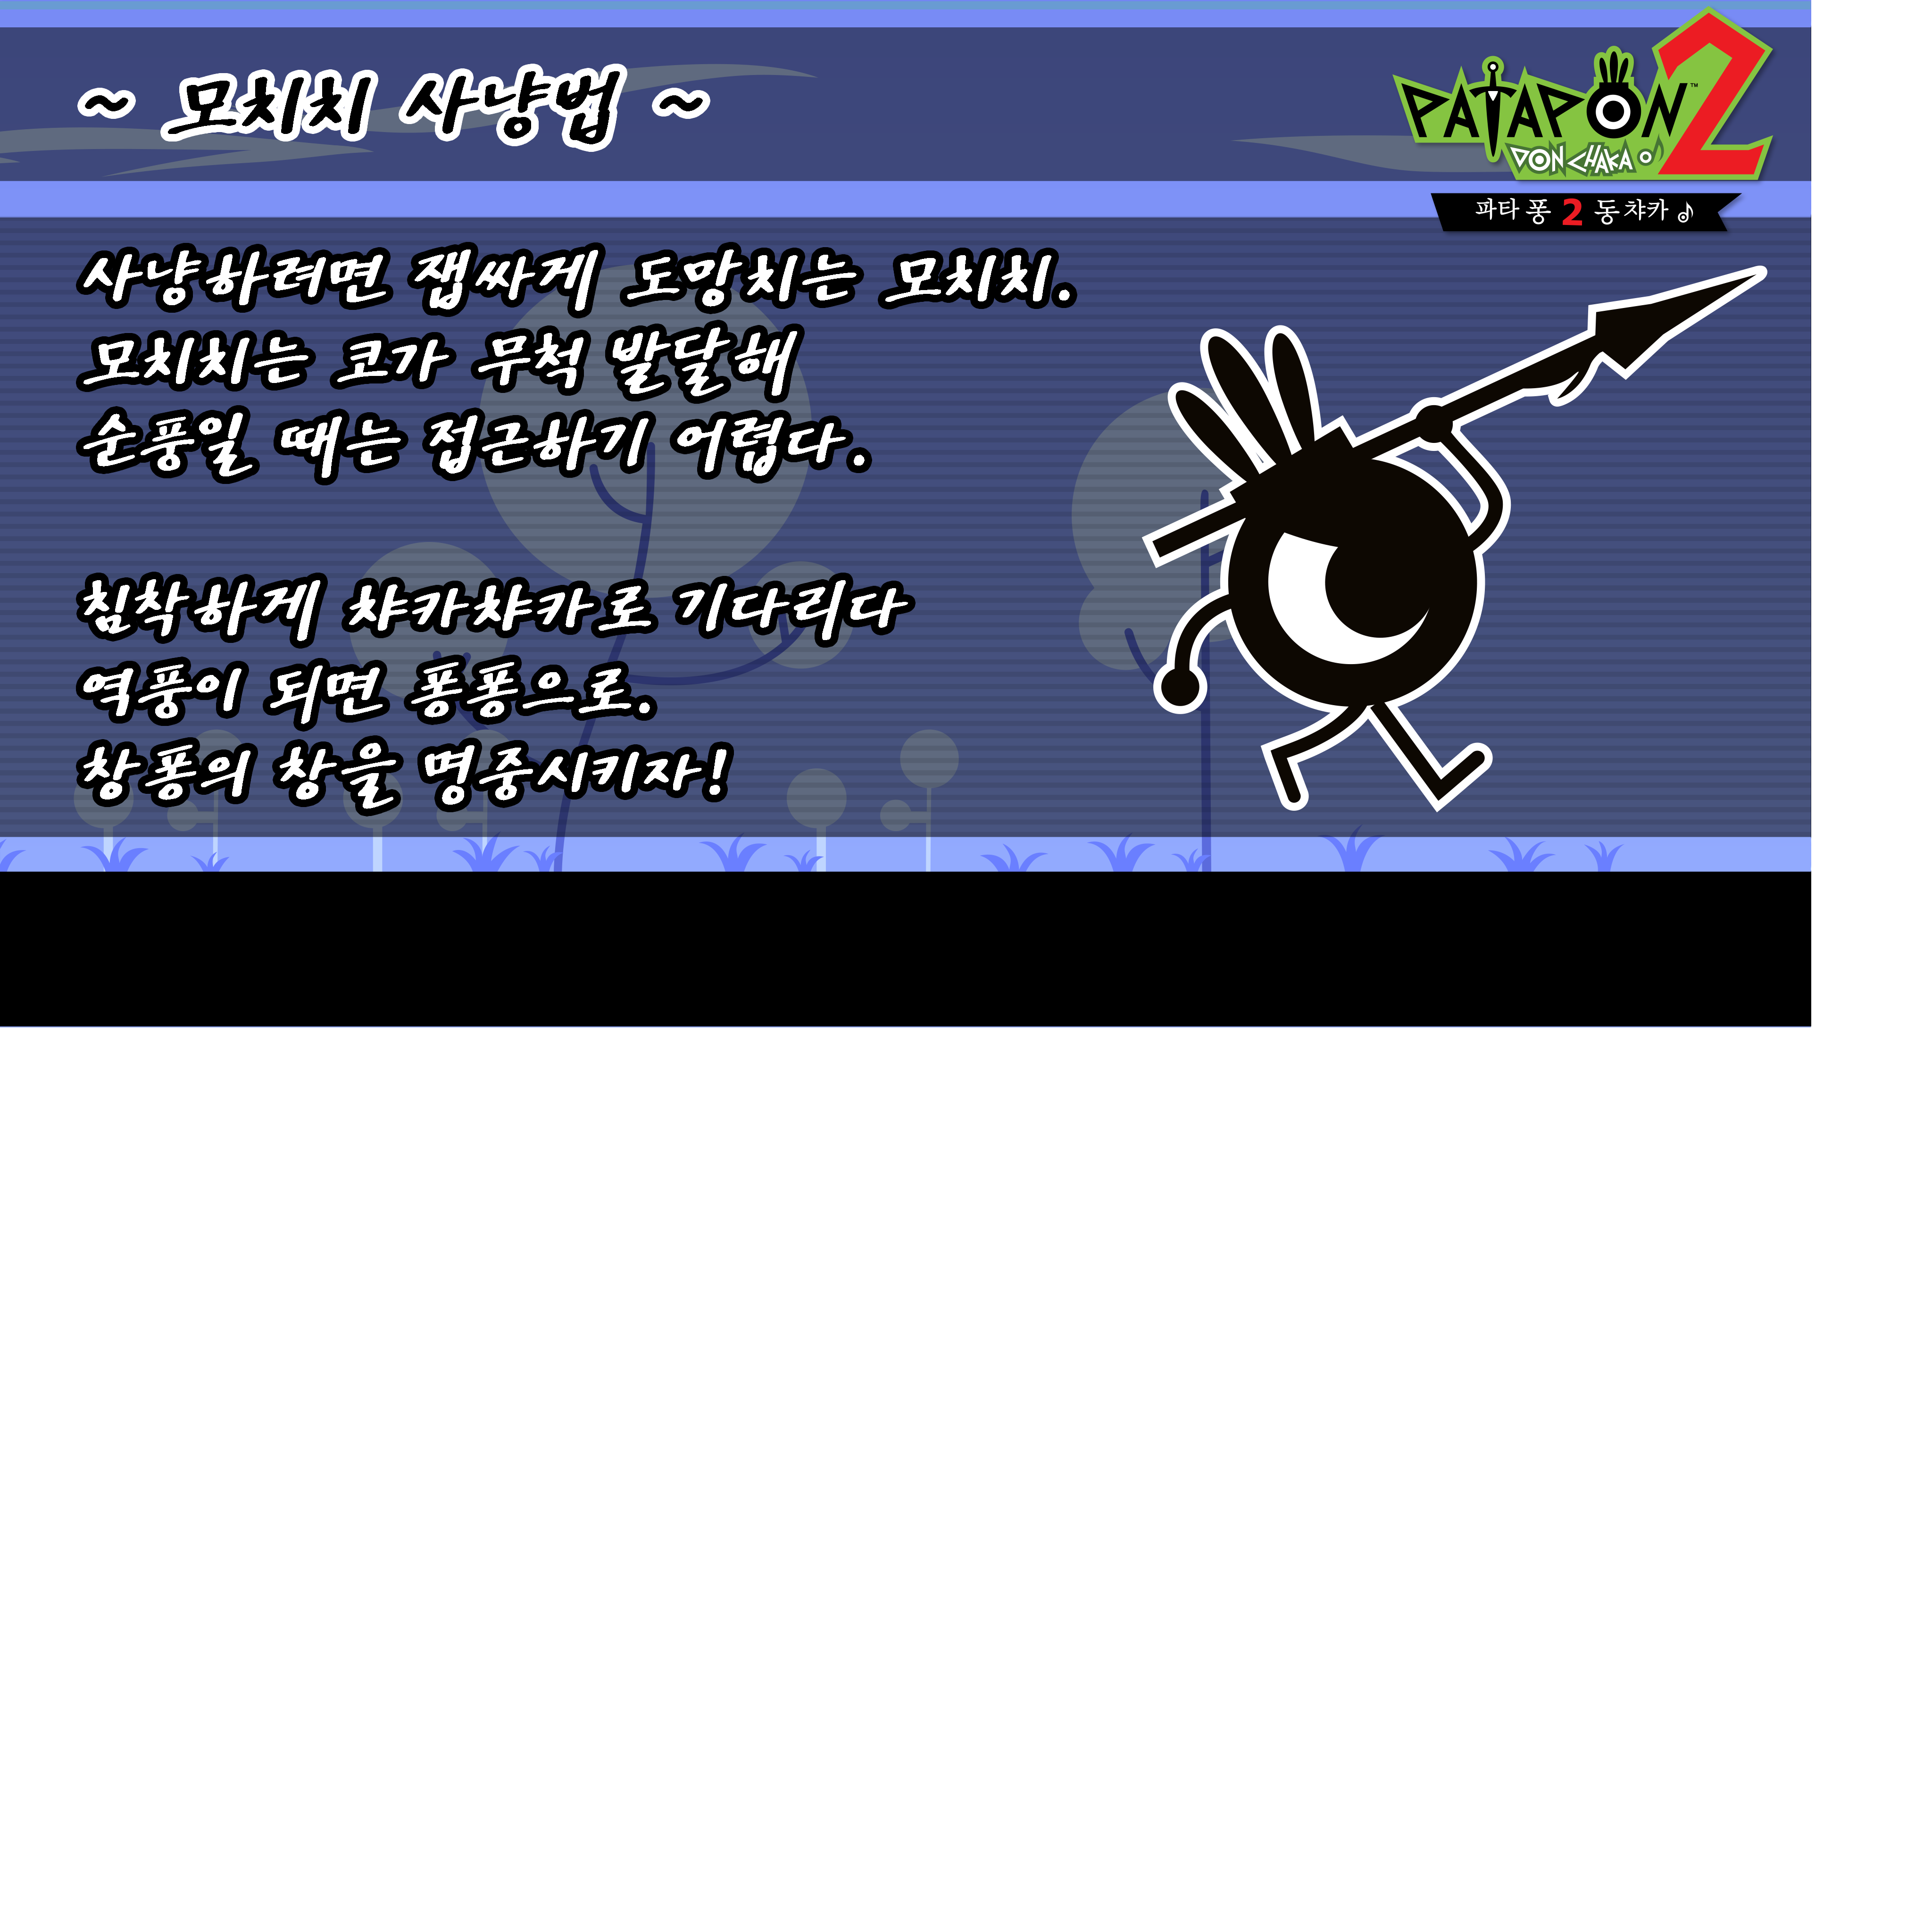 ~ 모치치 사냥법 ~
PATAPON 2™
DON CHAKA♪
파타퐁 2 동챠카♪
사냥하려면 잽싸게 도망치는 모치치.
모치치는 코가 무척 발달해
순풍일 때는 접근하기 어렵다.
침착하게 챠카챠카로 기다리다
역풍이 되면 퐁퐁으로.
창퐁의 창을 명중시키자!